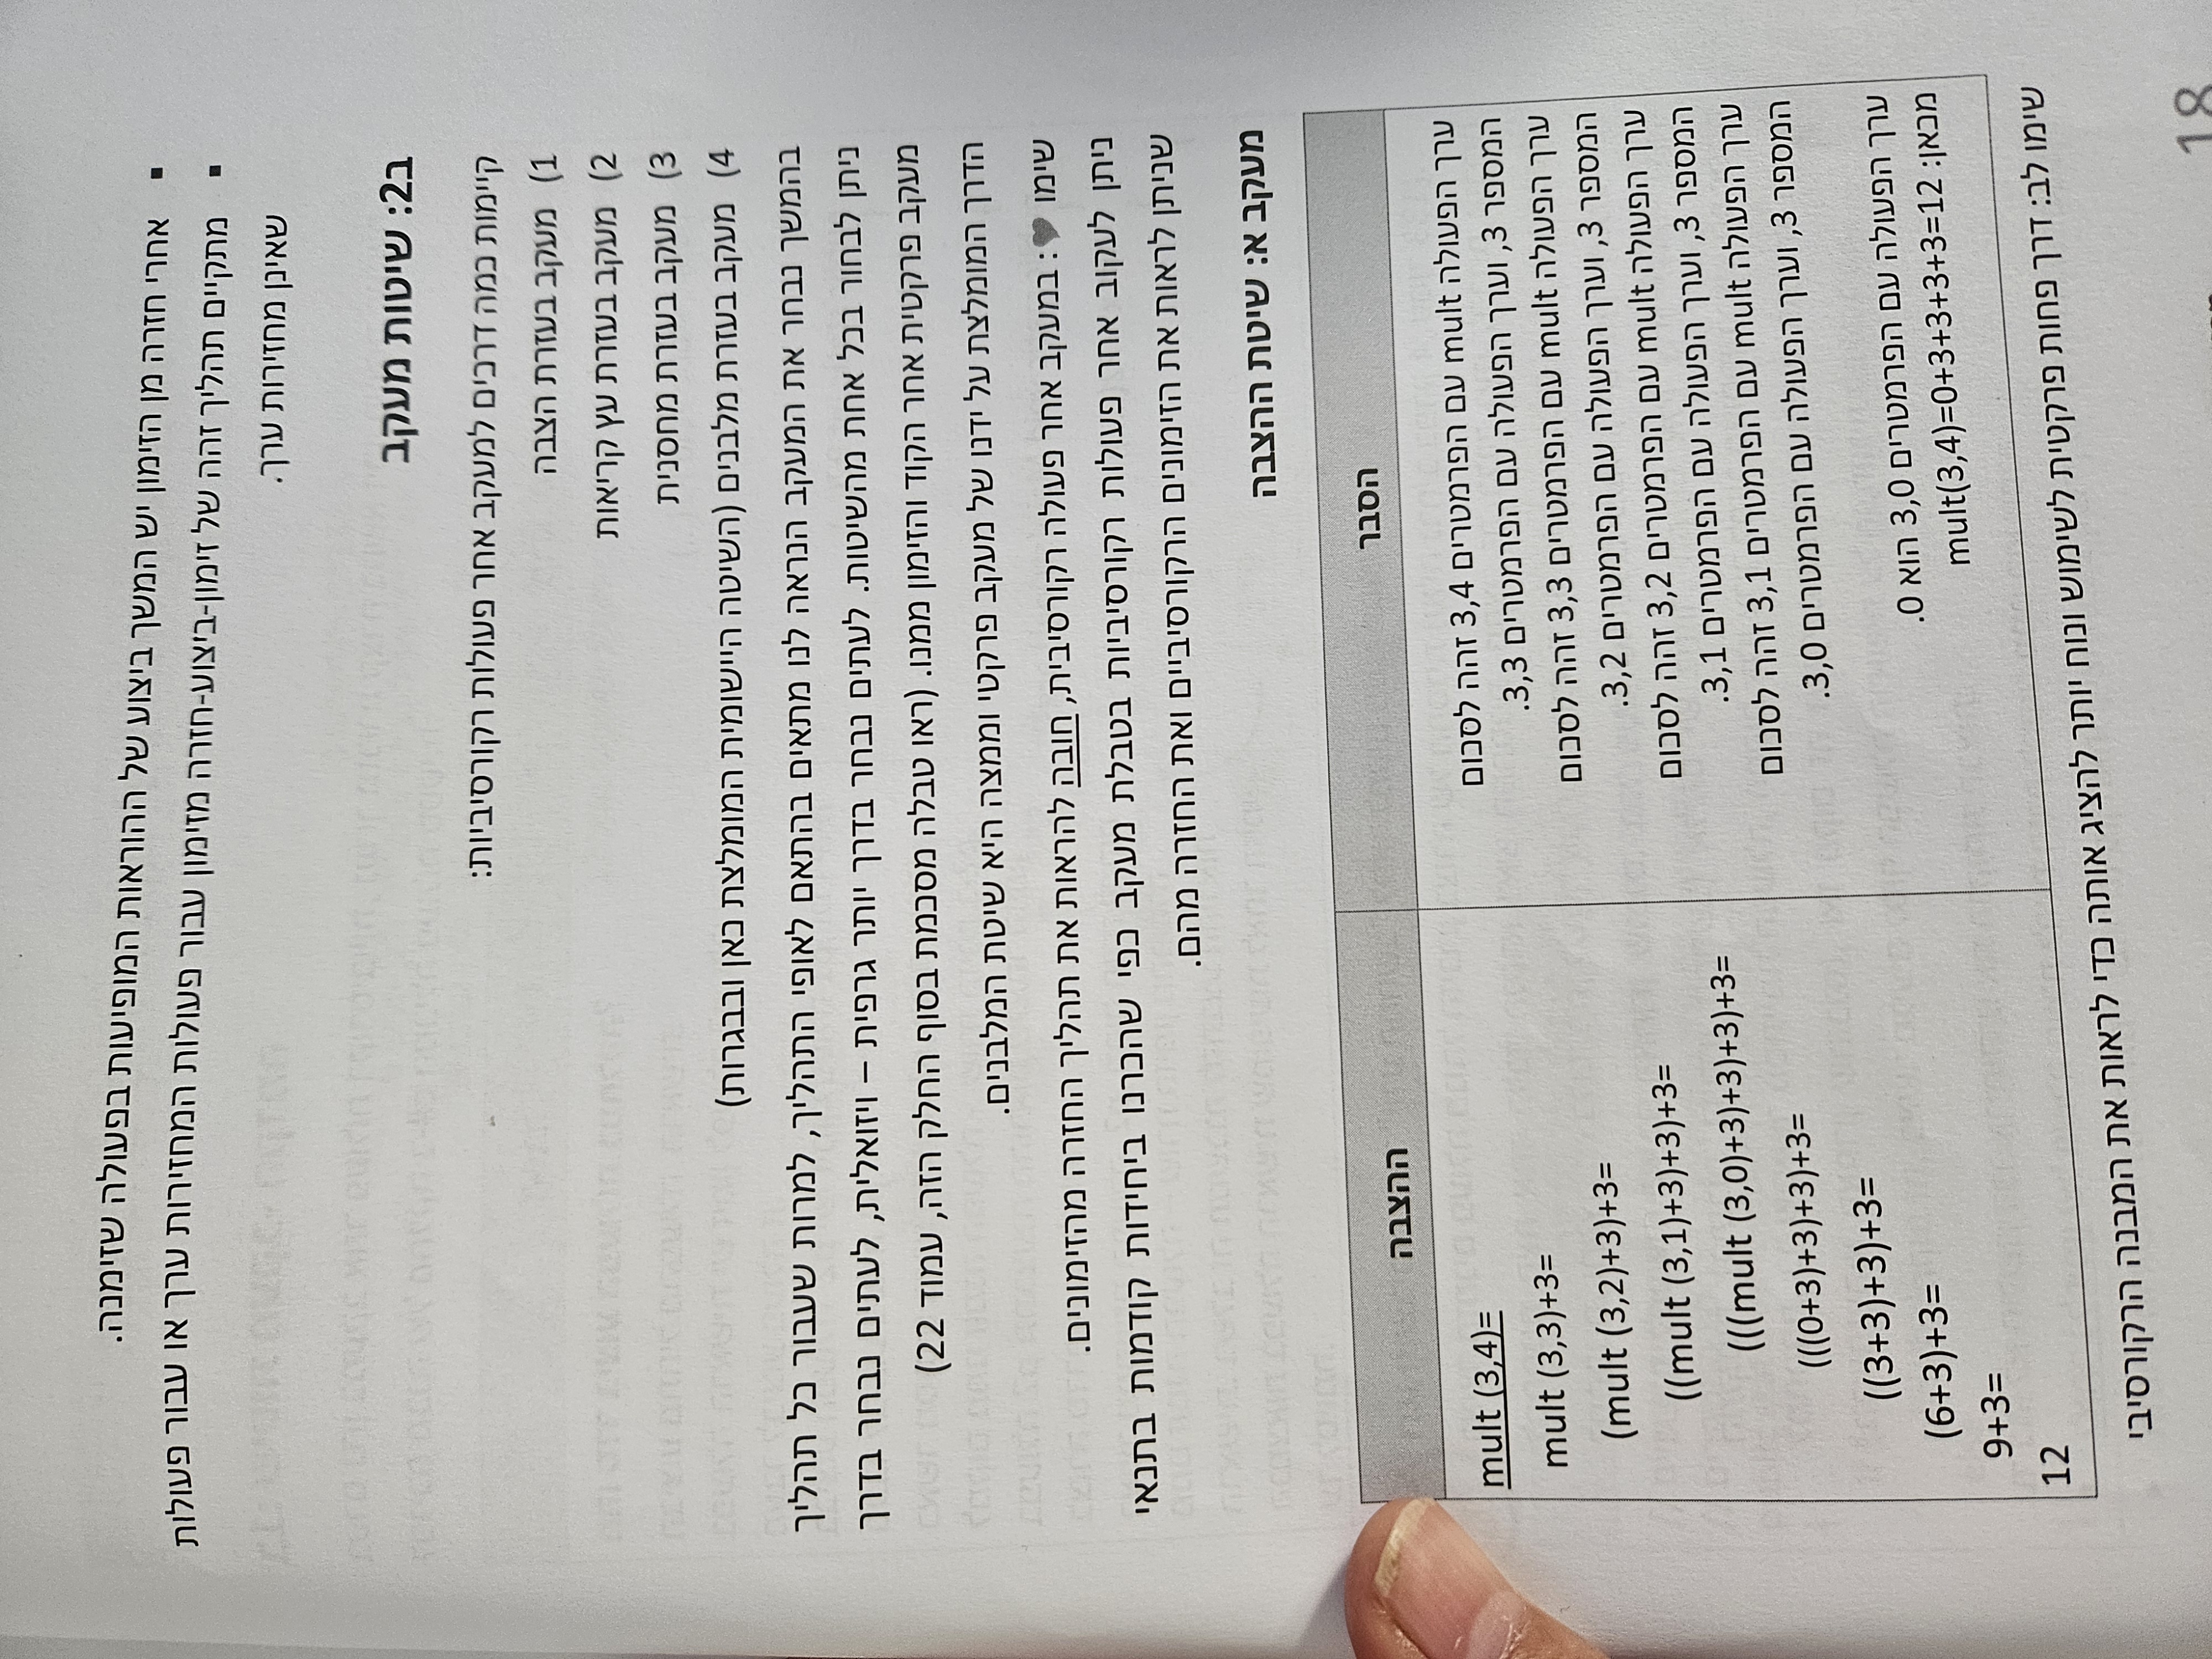 ▪ אחרי חזרה מן הזימון יש המשך ביצוע של ההוראות המופיעות בפעולה שזימנה.
▪ מתקיים תהליך זהה של זימון-ביצוע-חזרה מזימון עבור פעולות המחזירות ערך או עבור פעולות
שאינן מחזירות ערך.
ב2: שיטות מעקב
קיימות כמה דרכים למעקב אחר פעולות רקורסיביות:
1) מעקב בעזרת הצבה
2) מעקב בעזרת עץ קריאות
3) מעקב בעזרת מחסנית
4) מעקב בעזרת מלבנים (השיטה היישומית המומלצת כאן ובבגרות)
בהמשך נבחר את המעקב הנראה לנו מתאים בהתאם לאופי התהליך, למרות שעבור כל תהליך
ניתן לבחור בכל אחת מהשיטות. לעתים נבחר בדרך יותר גרפית – ויזואלית, לעתים נבחר בדרך
מעקב פרקטית אחר הקוד והזימון ממנו. (ראו טבלה מסכמת בסוף החלק הזה, עמוד 22)
הדרך המומלצת על ידנו של מעקב פרקטי וממצה היא שיטת המלבנים.
שימו ♥: במעקב אחר פעולה רקורסיבית, חובה להראות את תהליך החזרה מהזימונים.
ניתן לעקוב אחר פעולות רקורסיביות בטבלת מעקב כפי שהכרנו ביחידות קודמות בתנאי
שניתן לראות את הזימונים הרקורסיביים ואת החזרה מהם.
מעקב א: שיטת ההצבה
הסבר
ערך הפעולה mult עם הפרמטרים 3,4 זהה לסכום
המספר 3, וערך הפעולה עם הפרמטרים 3,3.
ערך הפעולה mult עם הפרמטרים 3,3 זהה לסכום
המספר 3, וערך הפעולה עם הפרמטרים 3,2.
ערך הפעולה mult עם הפרמטרים 3,2 זהה לסכום
המספר 3, וערך הפעולה עם הפרמטרים 3,1.
ערך הפעולה mult עם הפרמטרים 3,1 זהה לסכום
המספר 3, וערך הפעולה עם הפרמטרים 3,0.
ערך הפעולה עם הפרמטרים 3,0 הוא 0.
מכאן: mult(3,4)=0+3+3+3+3=12
ההצבה
mult (3,4)=
mult (3,3)+3=
(mult (3,2)+3)+3=
((mult (3,1)+3)+3)+3=
(((mult (3,0)+3)+3)+3)+3=
(((0+3)+3)+3)+3=
((3+3)+3)+3=
(6+3)+3=
9+3=
12
שימו לב: דרך פחות פרקטית לשימוש ונוח יותר להציג אותה כדי לראות את המבנה הרקורסיבי
18